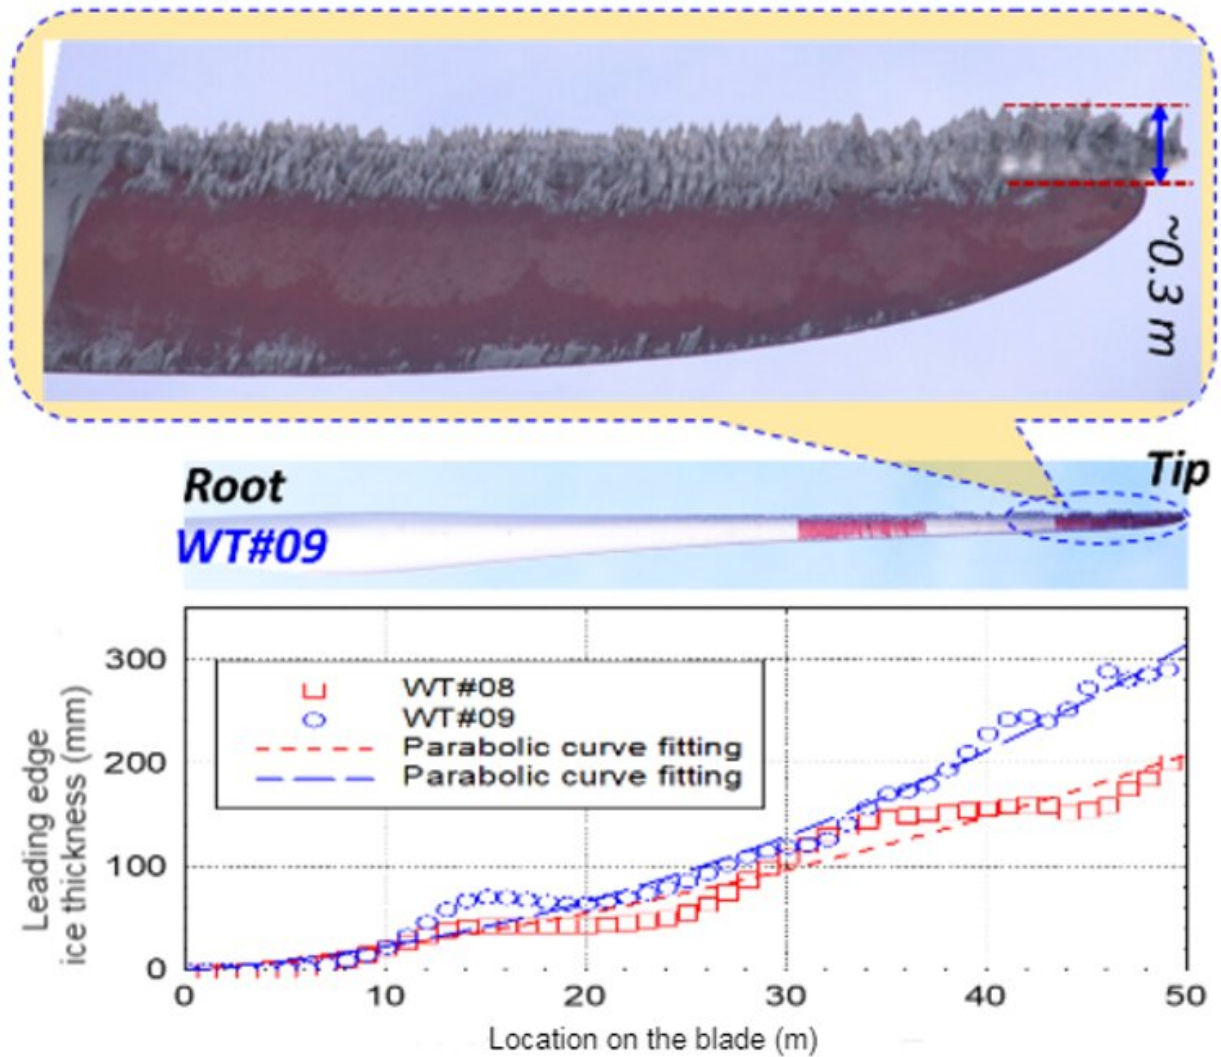 ~0.3 m
Root
Tip
WT#09
300
200
100
0
Leading edge
ice thickness (mm)
WT#08
WT#09
Parabolic curve fitting
Parabolic curve fitting
0
10
20
30
40
50
Location on the blade (m)